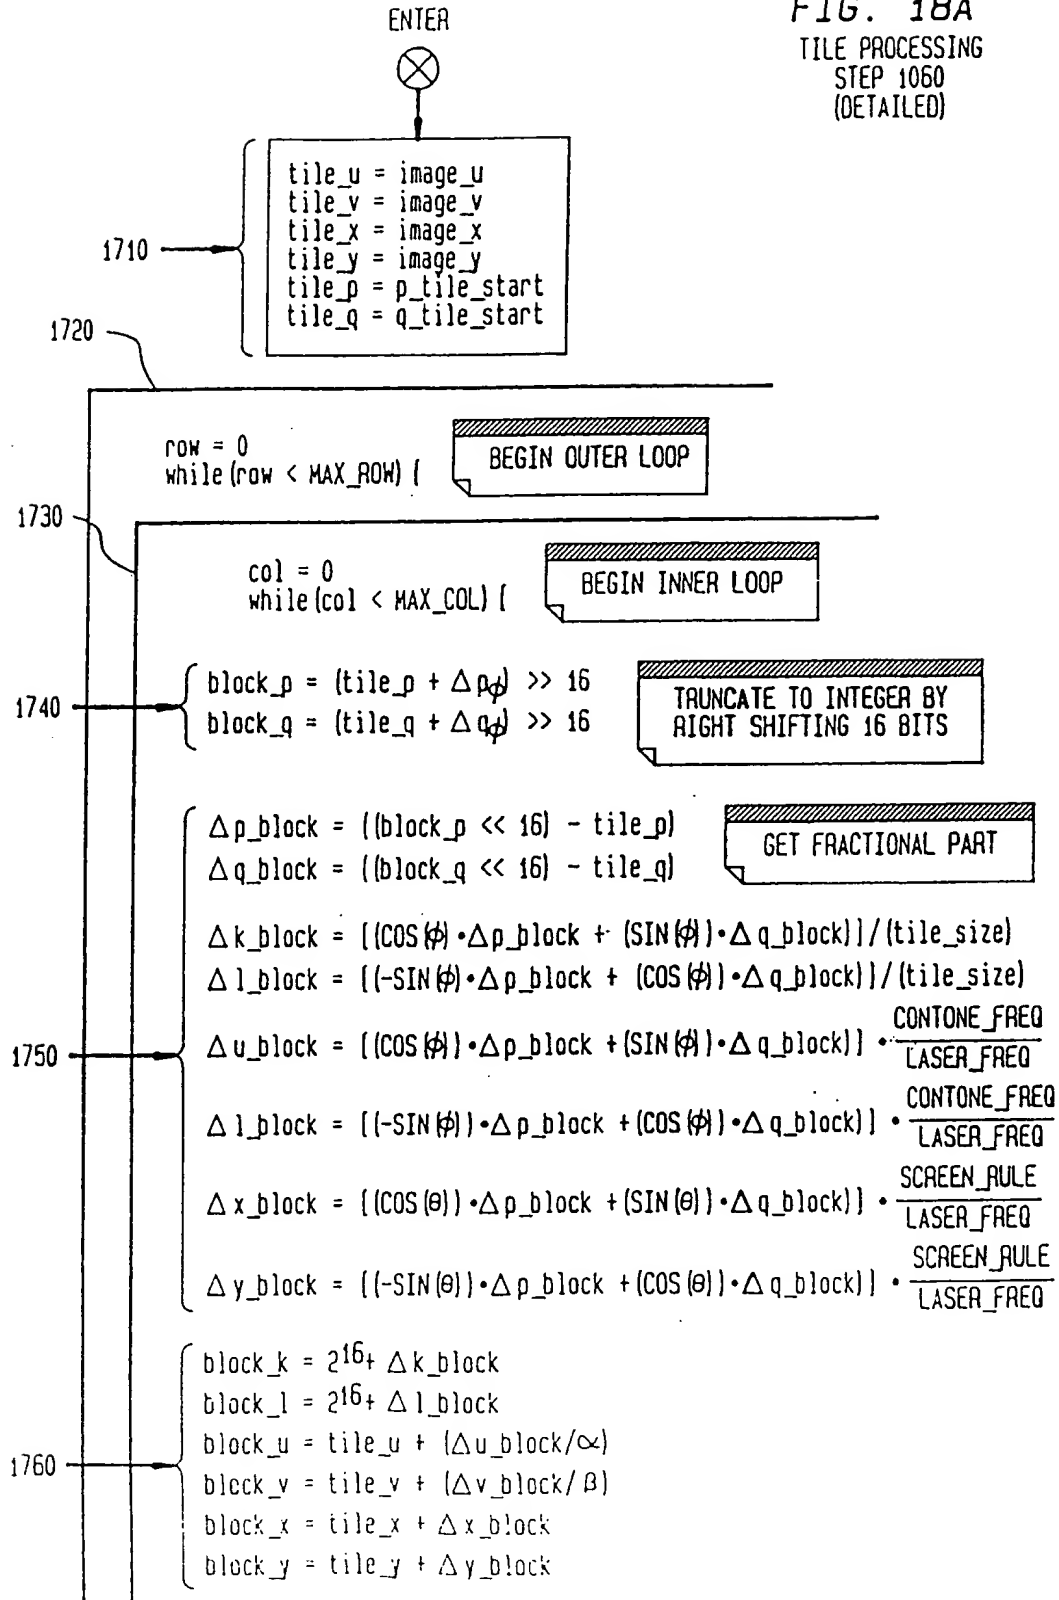 FIG. 18A
TILE PROCESSING
STEP 1060
(DETAILED)
ENTER
1710
tile_u = image_u
tile_v = image_v
tile_x = image_x
tile_y = image_y
tile_p = p_tile_start
tile_q = q_tile_start
1720
row = 0
while (row < MAX_ROW) {
BEGIN OUTER LOOP
1730
col = 0
while (col < MAX_COL) {
BEGIN INNER LOOP
1740
block_p = (tile_p + Δp_ϕ) >> 16
block_q = (tile_q + Δq_ϕ) >> 16
TRUNCATE TO INTEGER BY
RIGHT SHIFTING 16 BITS
1750
Δp_block = ((block_p << 16) - tile_p)
Δq_block = ((block_q << 16) - tile_q)
GET FRACTIONAL PART
Δk_block = [(COS(ϕ)•Δp_block + (SIN(ϕ))•Δq_block)]/(tile_size)
Δl_block = [(-SIN(ϕ)•Δp_block + (COS(ϕ))•Δq_block)]/(tile_size)
Δu_block = [(COS(ϕ))•Δp_block +(SIN(ϕ))•Δq_block)] • CONTONE_FREQ
LASER_FREQ
Δl_block = [(-SIN(ϕ))•Δp_block +(COS(ϕ))•Δq_block)] • CONTONE_FREQ
LASER_FREQ
Δx_block = [(COS(θ))•Δp_block +(SIN(θ))•Δq_block)] • SCREEN_RULE
LASER_FREQ
Δy_block = [(-SIN(θ))•Δp_block +(COS(θ))•Δq_block)] • SCREEN_RULE
LASER_FREQ
1760
block_k = 2^16 + Δk_block
block_l = 2^16 + Δl_block
block_u = tile_u + (Δu_block/α)
block_v = tile_v + (Δv_block/β)
block_x = tile_x + Δx_block
block_y = tile_y + Δy_block